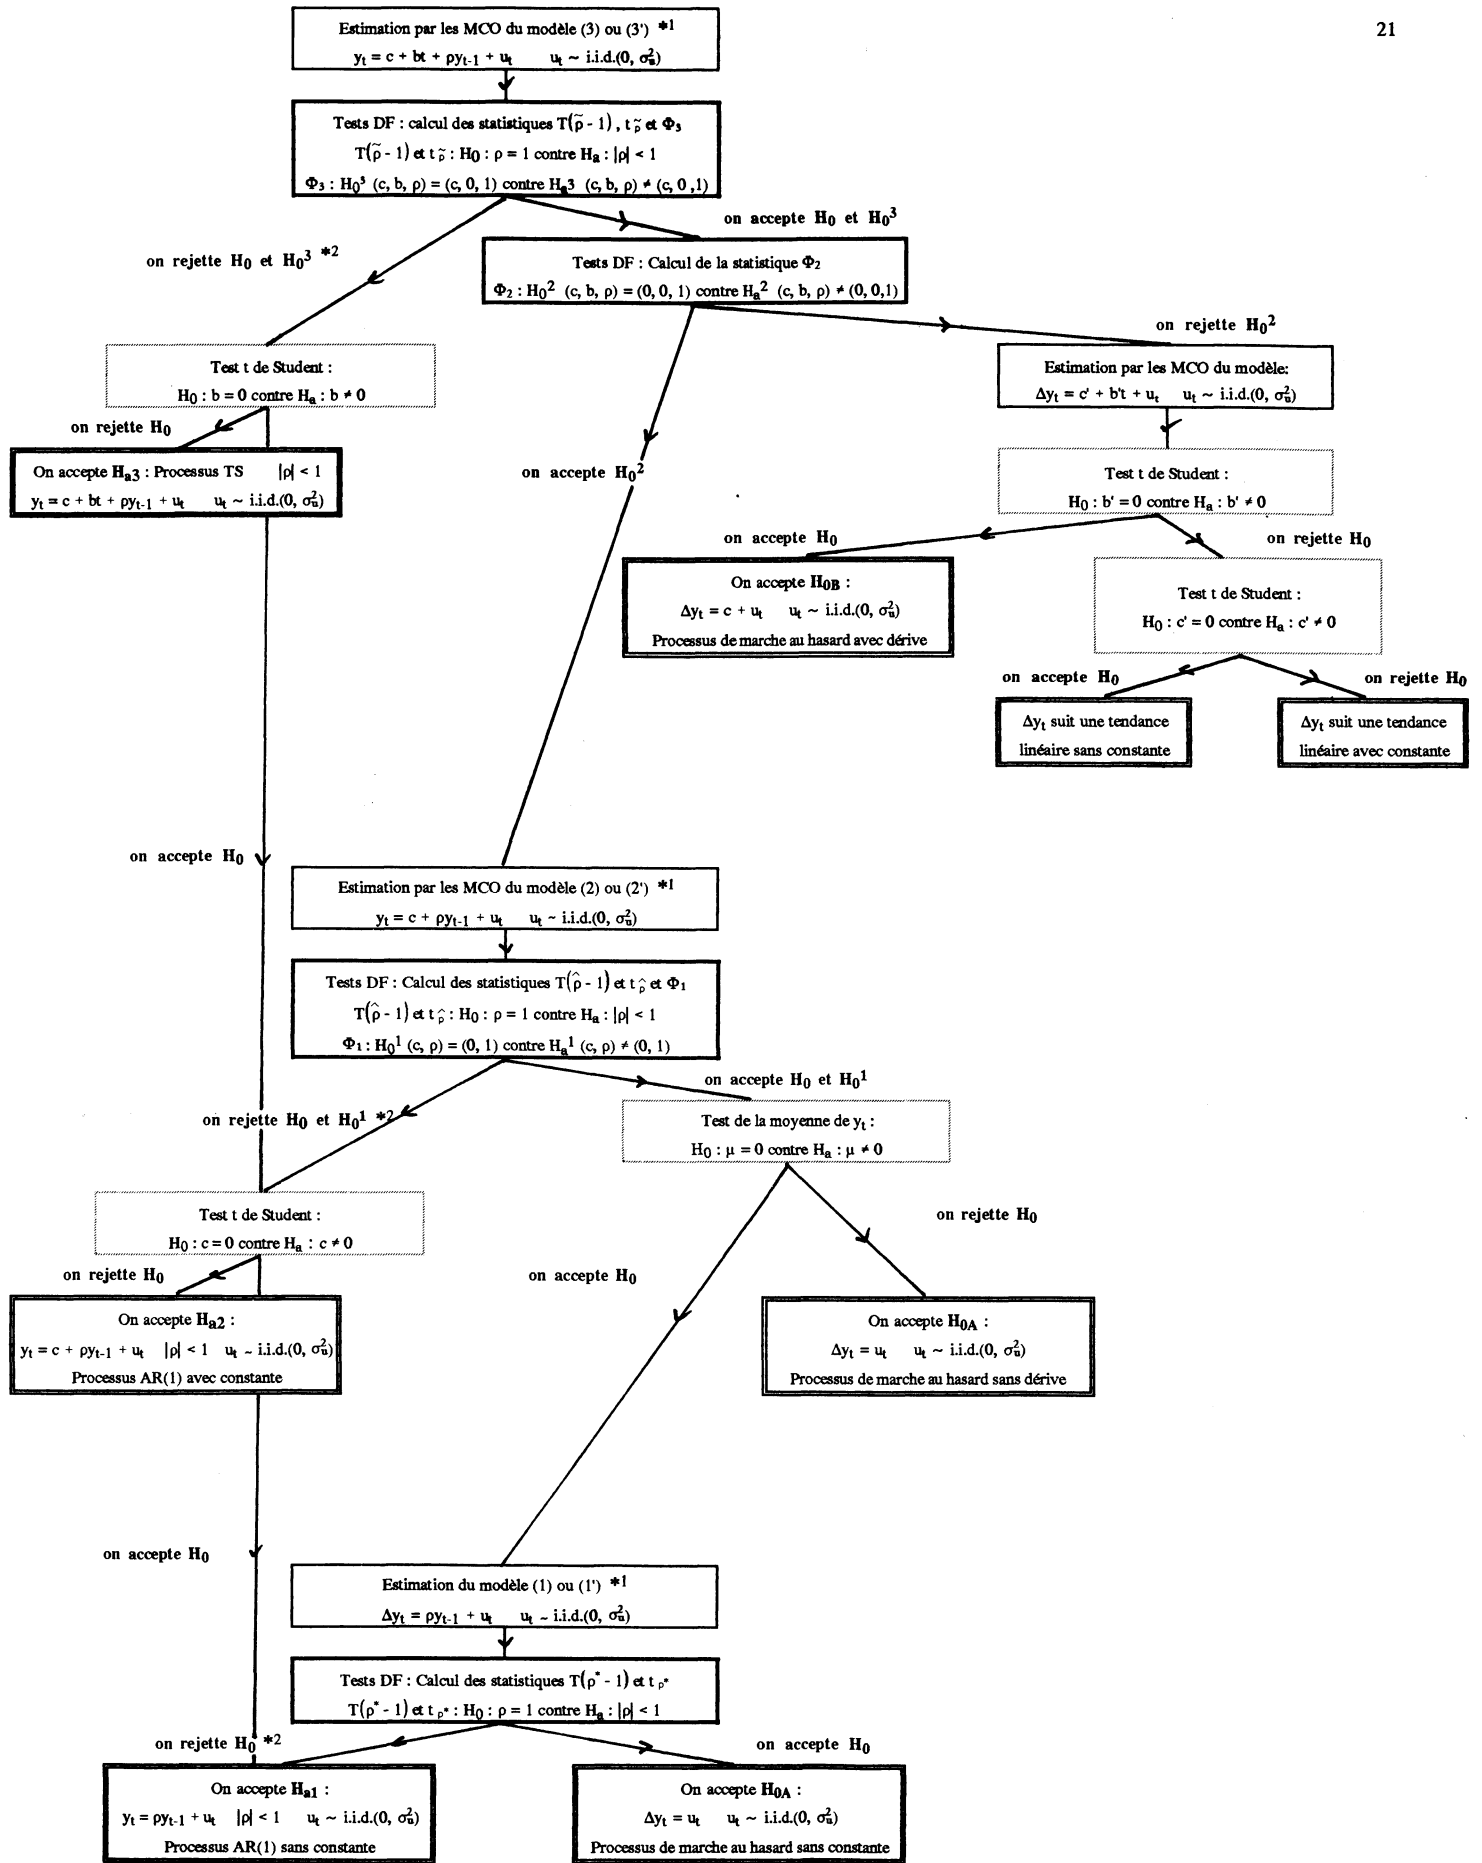 21
Estimation par les MCO du modèle (3) ou (3') *1
yₜ = c + bt + ρyₜ₋₁ + uₜ uₜ ~ i.i.d.(0, σ²ᵤ)
Tests DF : calcul des statistiques T(ρ̃ - 1) , t ρ̃ et Φ₃
T(ρ̃ - 1) et t ρ̃ : H₀ : ρ = 1 contre Hₐ : |ρ| < 1
Φ₃ : H₀³ (c, b, ρ) = (c, 0, 1) contre Hₐ3 (c, b, ρ) ≠ (c, 0 ,1)
on accepte H₀ et H₀³
on rejette H₀ et H₀³ *2
Tests DF : Calcul de la statistique Φ₂
Φ₂ : H₀² (c, b, ρ) = (0, 0, 1) contre Hₐ² (c, b, ρ) ≠ (0, 0,1)
on rejette H₀²
Test t de Student :
H₀ : b = 0 contre Hₐ : b ≠ 0
Estimation par les MCO du modèle:
Δyₜ = c' + b't + uₜ uₜ ~ i.i.d.(0, σ²ᵤ)
on rejette H₀
On accepte Hₐ₃ : Processus TS |ρ| < 1
yₜ = c + bt + ρyₜ₋₁ + uₜ uₜ ~ i.i.d.(0, σ²ᵤ)
on accepte H₀²
Test t de Student :
H₀ : b' = 0 contre Hₐ : b' ≠ 0
on accepte H₀
on rejette H₀
On accepte H₀B :
Δyₜ = c + uₜ uₜ ~ i.i.d.(0, σ²ᵤ)
Processus de marche au hasard avec dérive
Test t de Student :
H₀ : c' = 0 contre Hₐ : c' ≠ 0
on accepte H₀
on rejette H₀
Δyₜ suit une tendance
linéaire sans constante
Δyₜ suit une tendance
linéaire avec constante
on accepte H₀
Estimation par les MCO du modèle (2) ou (2') *1
yₜ = c + ρyₜ₋₁ + uₜ uₜ ~ i.i.d.(0, σ²ᵤ)
Tests DF : Calcul des statistiques T(ρ̂ - 1) et t ρ̂ et Φ₁
T(ρ̂ - 1) et t ρ̂ : H₀ : ρ = 1 contre Hₐ : |ρ| < 1
Φ₁ : H₀¹ (c, ρ) = (0, 1) contre Hₐ¹ (c, ρ) ≠ (0, 1)
on accepte H₀ et H₀¹
on rejette H₀ et H₀¹ *2
Test de la moyenne de yₜ :
H₀ : μ = 0 contre Hₐ : μ ≠ 0
Test t de Student :
H₀ : c = 0 contre Hₐ : c ≠ 0
on rejette H₀
on rejette H₀
on accepte H₀
On accepte Hₐ₂ :
yₜ = c + ρyₜ₋₁ + uₜ |ρ| < 1 uₜ ~ i.i.d.(0, σ²ᵤ)
Processus AR(1) avec constante
On accepte H₀A :
Δyₜ = uₜ uₜ ~ i.i.d.(0, σ²ᵤ)
Processus de marche au hasard sans dérive
on accepte H₀
Estimation du modèle (1) ou (1') *1
Δyₜ = ρyₜ₋₁ + uₜ uₜ ~ i.i.d.(0, σ²ᵤ)
Tests DF : Calcul des statistiques T(ρ* - 1) et t ρ*
T(ρ* - 1) et t ρ* : H₀ : ρ = 1 contre Hₐ : |ρ| < 1
on rejette H₀ *2
on accepte H₀
On accepte Hₐ₁ :
yₜ = ρyₜ₋₁ + uₜ |ρ| < 1 uₜ ~ i.i.d.(0, σ²ᵤ)
Processus AR(1) sans constante
On accepte H₀A :
Δyₜ = uₜ uₜ ~ i.i.d.(0, σ²ᵤ)
Processus de marche au hasard sans constante